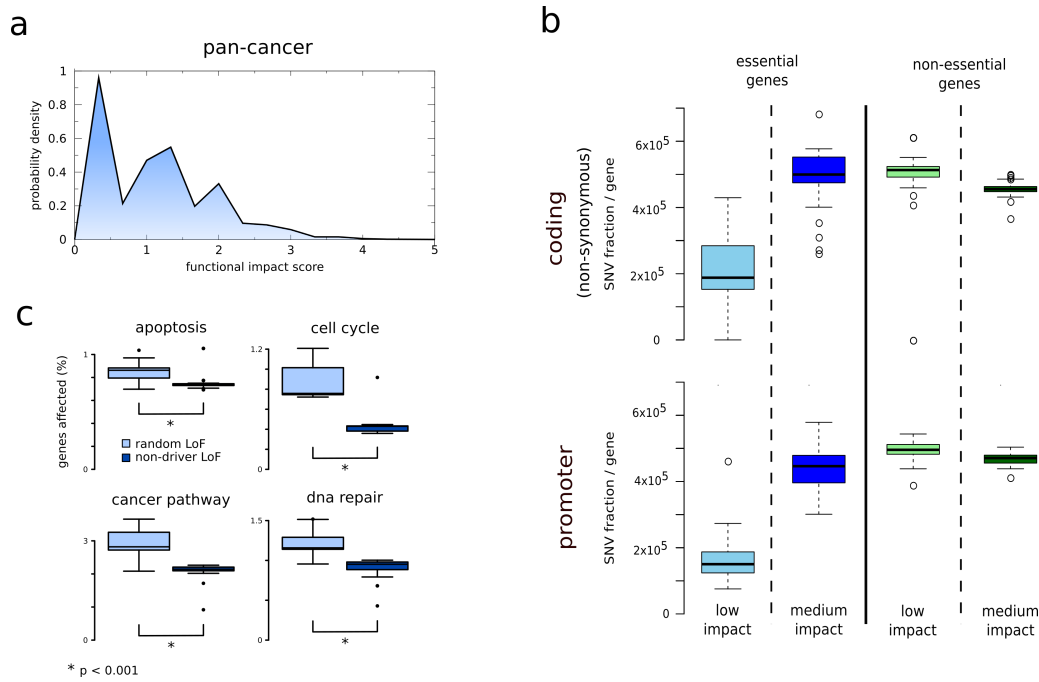 a
pan-cancer
probability density
1
0.8
0.6
0.4
0.2
0
0 1 2 3 4 5
functional impact score
b
essential
genes
non-essential
genes
coding
(non-synonymous)
SNV fraction / gene
6x10⁵
4x10⁵
2x10⁵
0
promoter
SNV fraction / gene
6x10⁵
4x10⁵
2x10⁵
0
low
impact
medium
impact
low
impact
medium
impact
c
apoptosis
genes affected (%)
1
0
random LoF
non-driver LoF
*
cell cycle
1.2
0
*
cancer pathway
3
0
*
dna repair
1.5
0
*
* p < 0.001